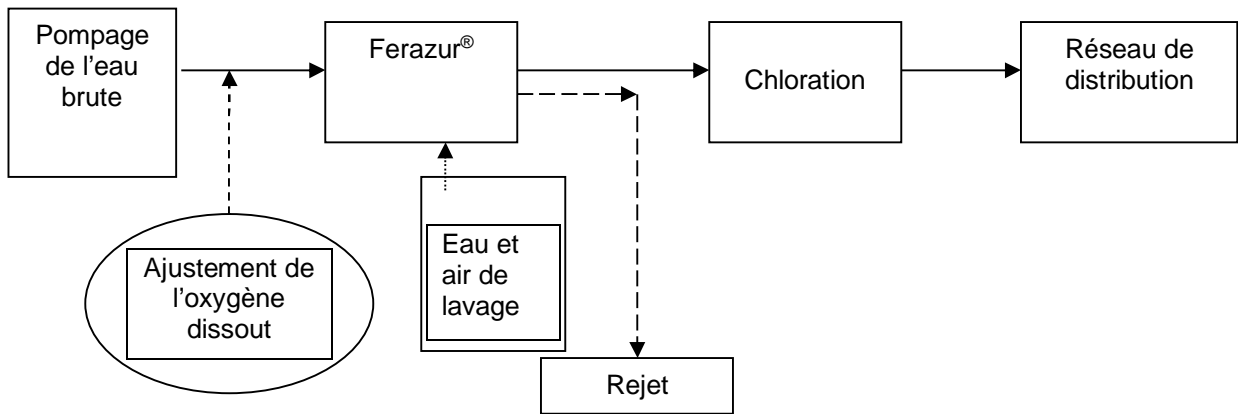 Pompage
de l'eau
brute
Ferazur®
Chloration
Réseau de
distribution
Ajustement de
l'oxygène
dissout
Eau et
air de
lavage
Rejet